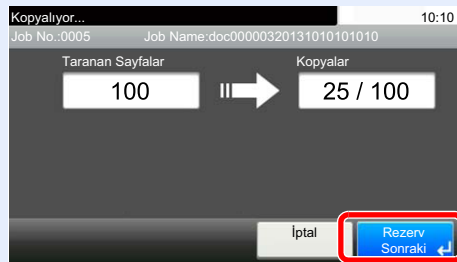 Kopyalıyor... 10:10
Job No.:0005 Job Name:doc00000320131010101010
Taranan Sayfalar Kopyalar
100 25 / 100
İptal Rezerv
Sonraki